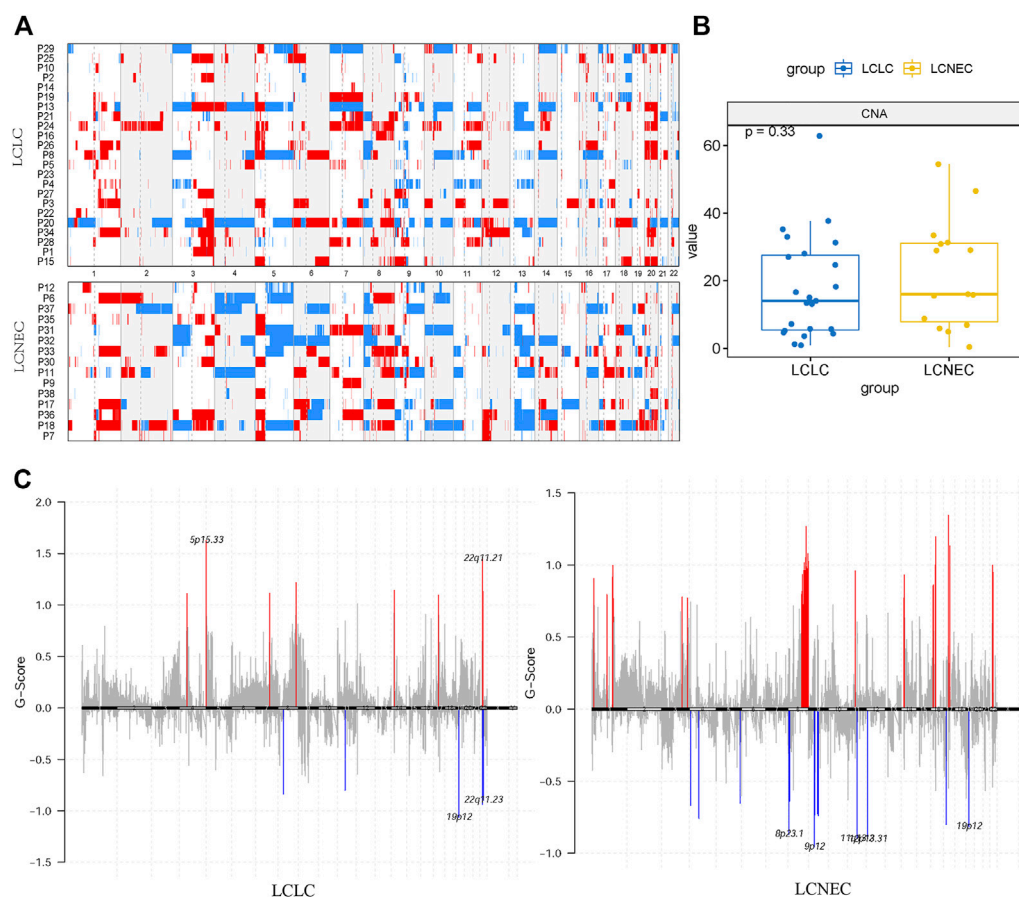 A
LCLC
P29
P25
P10
P2
P14
P19
P13
P21
P24
P16
P26
P8
P5
P23
P4
P27
P3
P22
P20
P34
P28
P1
P15
1 2 3 4 5 6 7 8 9 10 11 12 13 14 15 16 17 18 19 20 21 22
LCNEC
P12
P6
P37
P35
P31
P32
P33
P30
P11
P9
P38
P17
P36
P18
P7
B
group LCLC LCNEC
CNA
p = 0.33
value
60
40
20
0
LCLC LCNEC
group
C
G-Score
2.0
1.5
1.0
0.5
0.0
-0.5
-1.0
-1.5
5p15.33
22q11.21
22q11.23
19p12
LCLC
G-Score
1.5
1.0
0.5
0.0
-0.5
-1.0
8p23.1
9p12
19p12
LCNEC